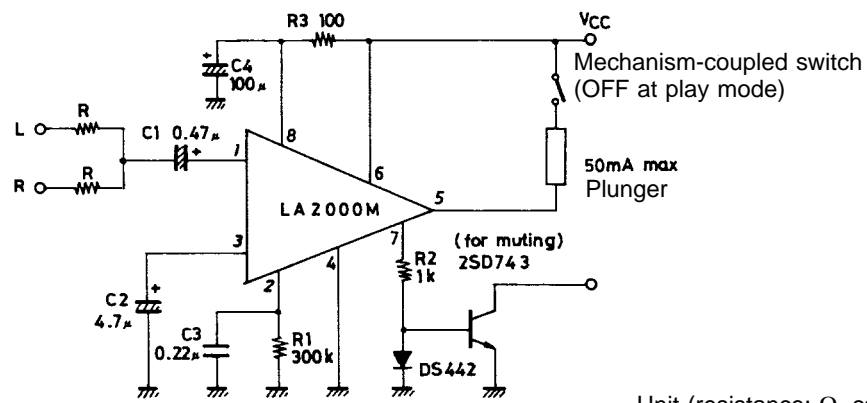 R3 100
VCC
Mechanism-coupled switch
(OFF at play mode)
C4
100μ
8
6
L
R
C1 0.47μ
1
R
R
LA2000M
5
50mA max
Plunger
3
7
(for muting)
2SD743
4
R2
1k
2
C2
4.7μ
C3
0.22μ
R1
300k
DS442
Unit (resistance: Ω